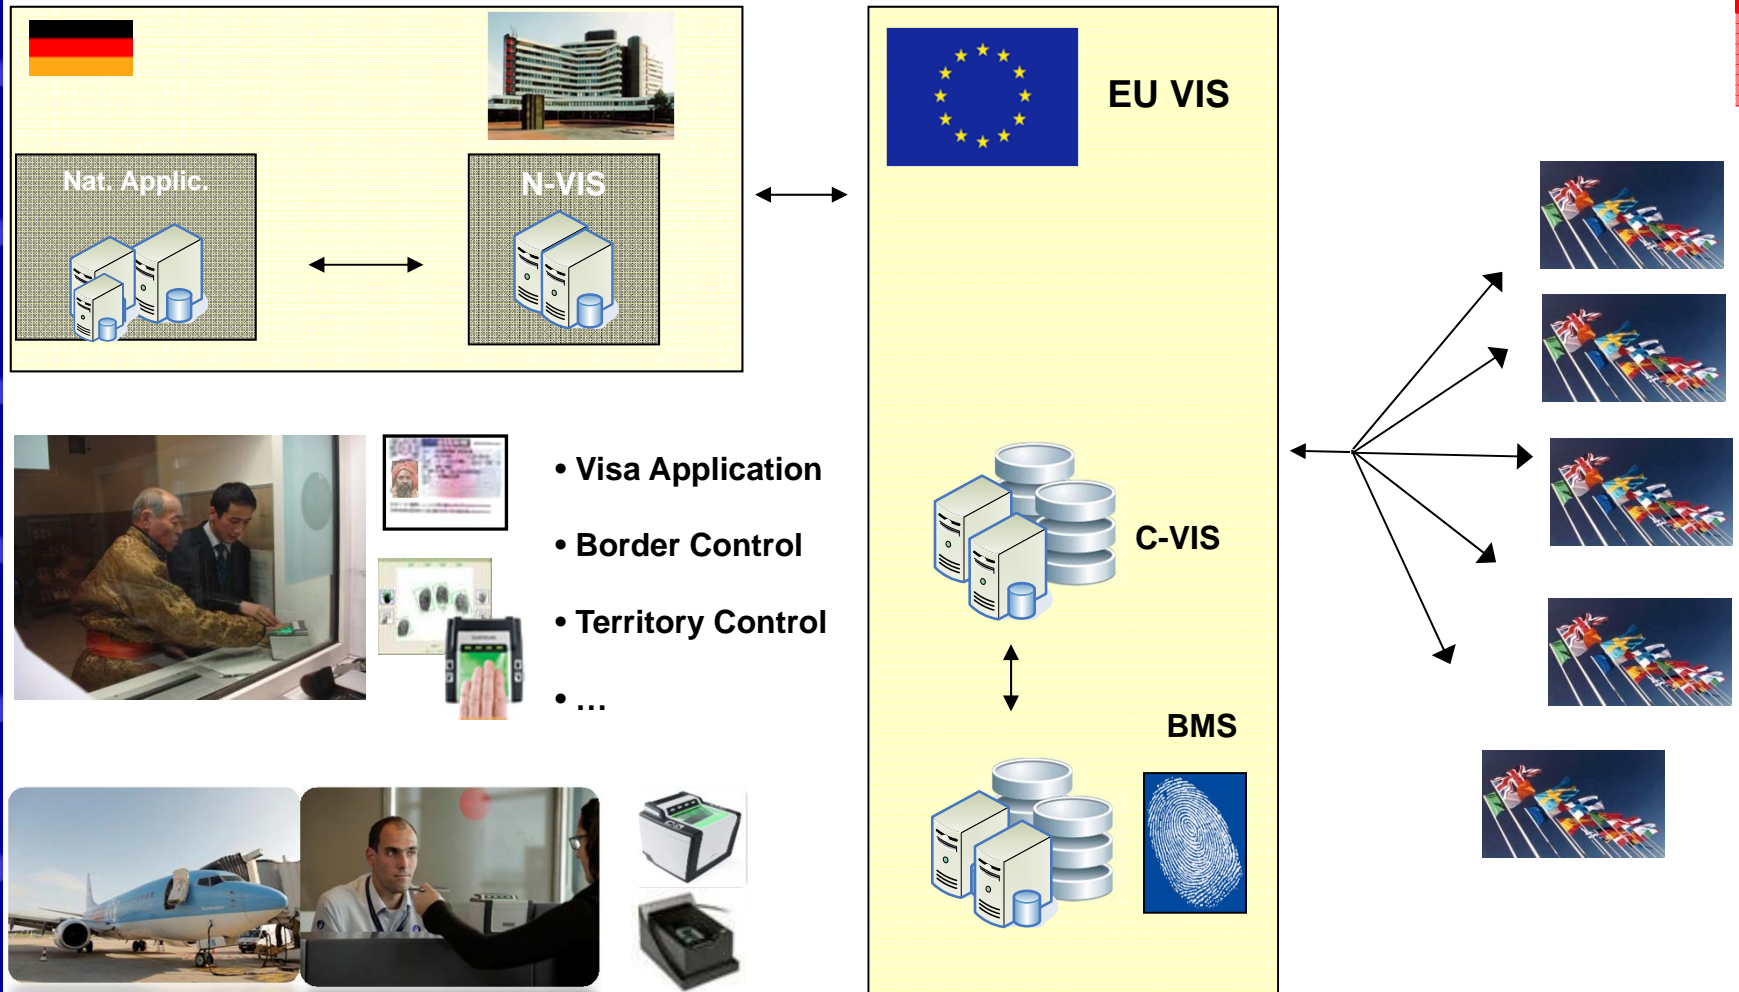 EU VIS
Nat. Applic.
N-VIS
• Visa Application
• Border Control
C-VIS
• Territory Control
• ...
BMS